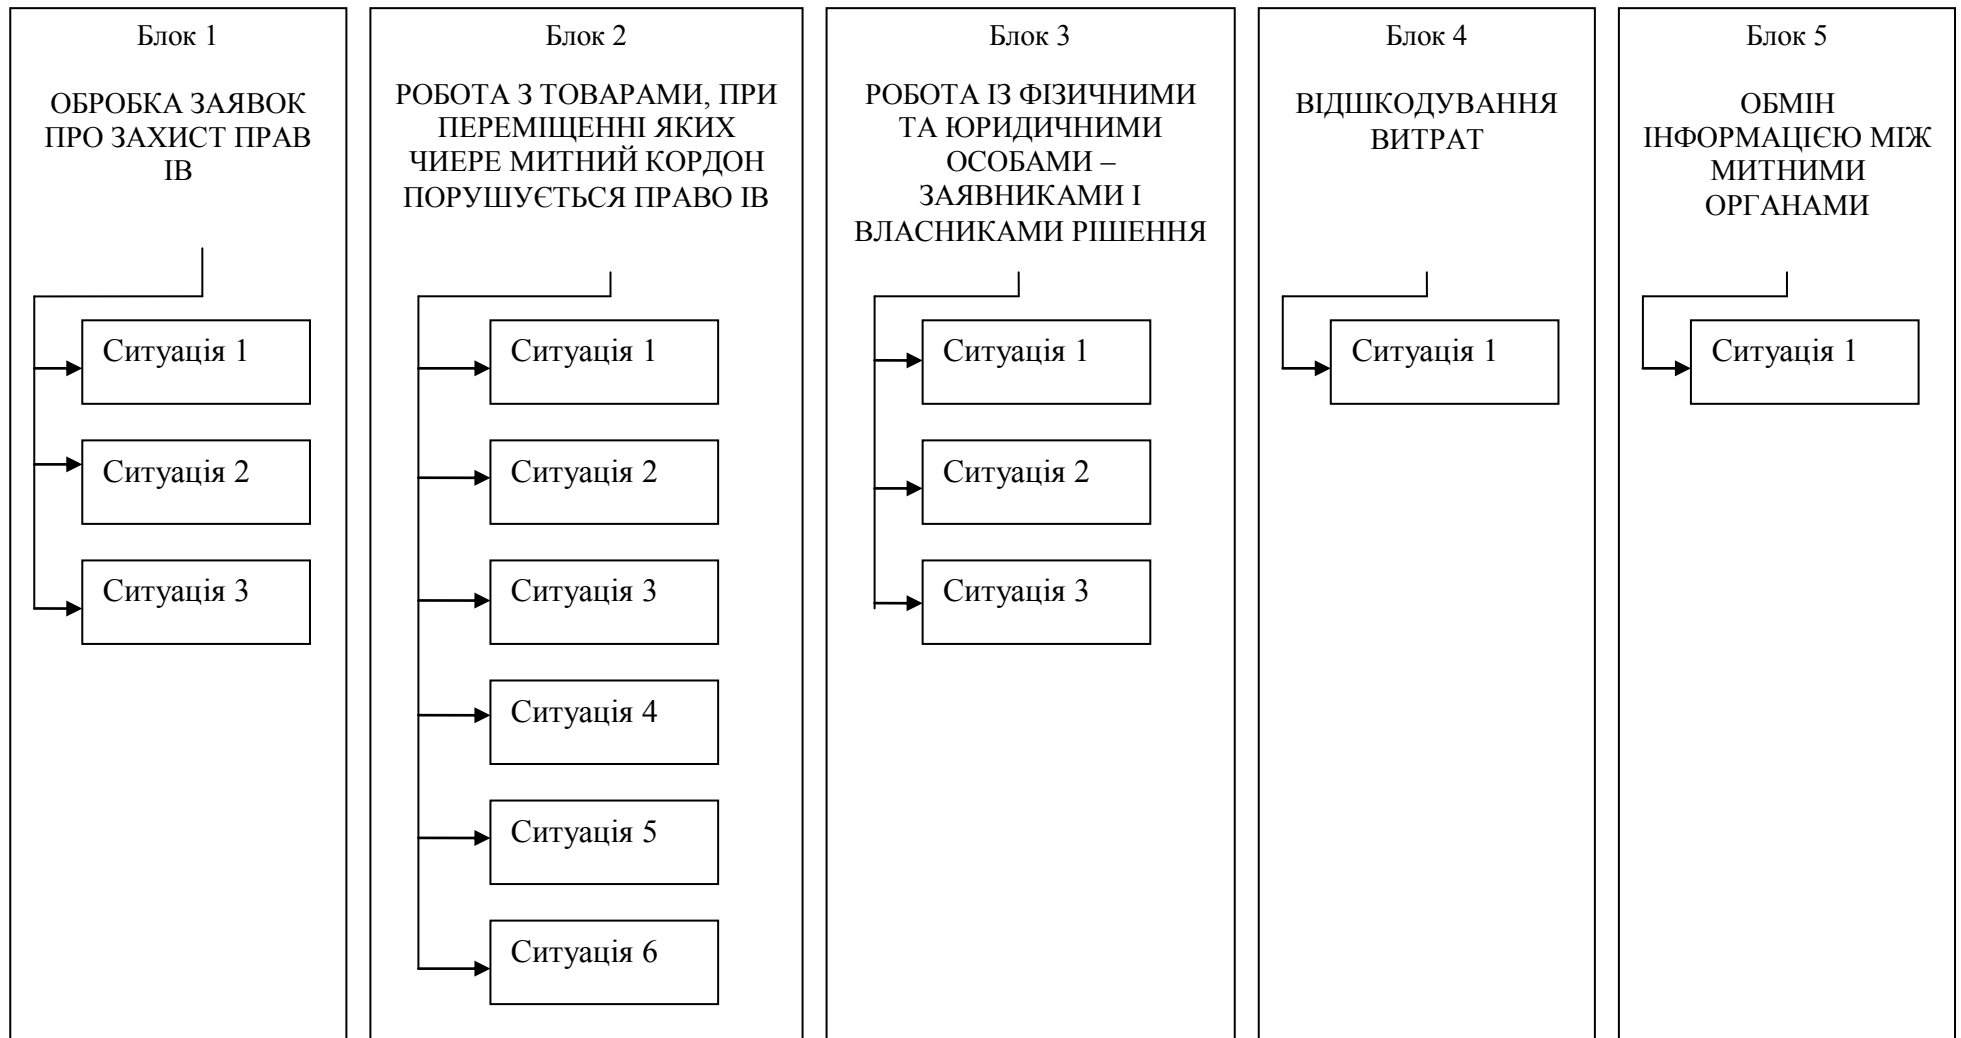 Блок 1
ОБРОБКА ЗАЯВОК
ПРО ЗАХИСТ ПРАВ
ІВ
Ситуація 1
Ситуація 2
Ситуація 3
Блок 2
РОБОТА З ТОВАРАМИ, ПРИ
ПЕРЕМІЩЕННІ ЯКИХ
ЧИЕРЕ МИТНИЙ КОРДОН
ПОРУШУЄТЬСЯ ПРАВО ІВ
Ситуація 1
Ситуація 2
Ситуація 3
Ситуація 4
Ситуація 5
Ситуація 6
Блок 3
РОБОТА ІЗ ФІЗИЧНИМИ
ТА ЮРИДИЧНИМИ
ОСОБАМИ –
ЗАЯВНИКАМИ І
ВЛАСНИКАМИ РІШЕННЯ
Ситуація 1
Ситуація 2
Ситуація 3
Блок 4
ВІДШКОДУВАННЯ
ВИТРАТ
Ситуація 1
Блок 5
ОБМІН
ІНФОРМАЦІЄЮ МІЖ
МИТНИМИ
ОРГАНАМИ
Ситуація 1